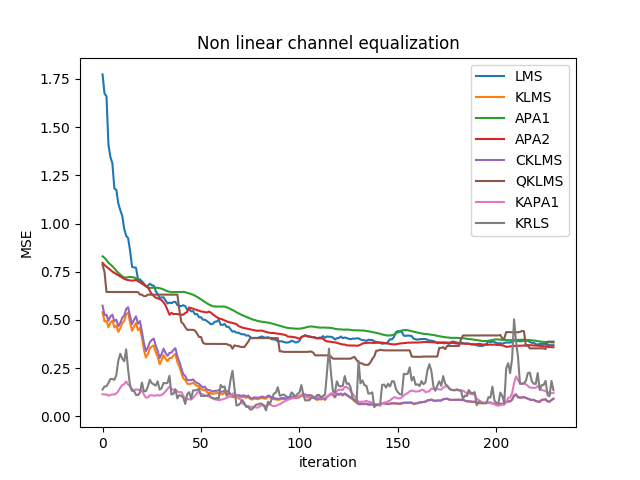 Non linear channel equalization
MSE
1.75
1.50
1.25
1.00
0.75
0.50
0.25
0.00
LMS
KLMS
APA1
APA2
CKLMS
QKLMS
KAPA1
KRLS
0
50
100
150
200
iteration